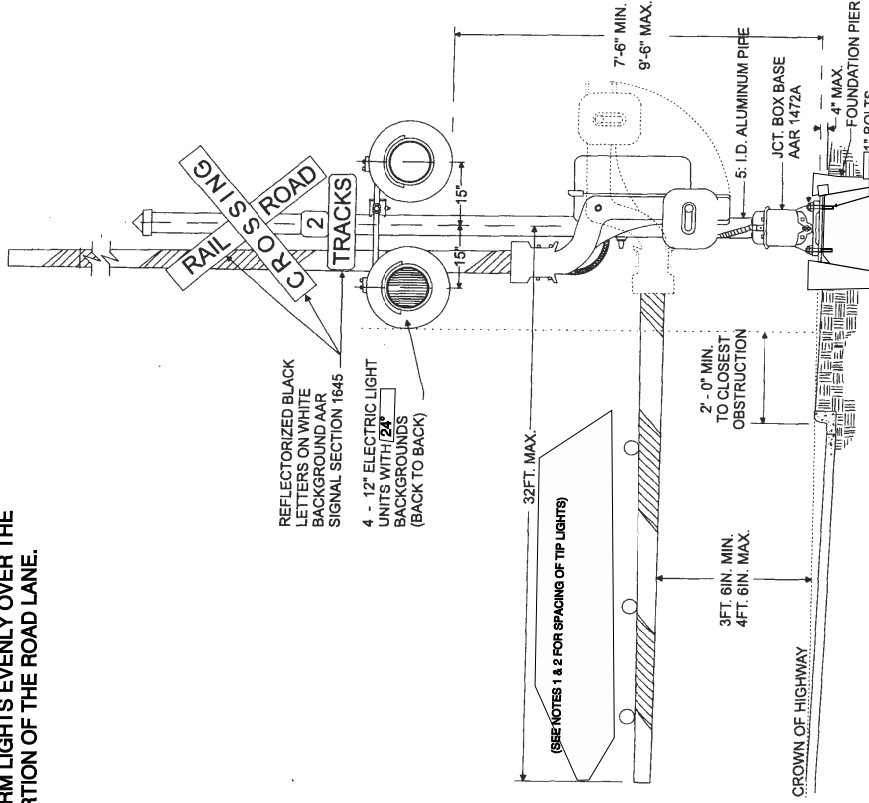 RM LIGHTS EVENLY OVER THE
RTION OF THE ROAD LANE.
RAIL
ROAD
CROSSING
2
TRACKS
15"
15"
7'-6" MIN.
9'-6" MAX.
REFLECTORIZED BLACK
LETTERS ON WHITE
BACKGROUND AAR
SIGNAL SECTION 1645
4 - 12" ELECTRIC LIGHT
UNITS WITH 24"
BACKGROUNDS
(BACK TO BACK)
5: I.D. ALUMINUM PIPE
JCT. BOX BASE
AAR 1472A
4" MAX.
FOUNDATION PIER
1" BOLTS
2' - 0" MIN.
TO CLOSEST
OBSTRUCTION
32FT. MAX.
(SEE NOTES 1 & 2 FOR SPACING OF TIP LIGHTS)
3FT. 6IN. MIN.
4FT. 6IN. MAX.
CROWN OF HIGHWAY